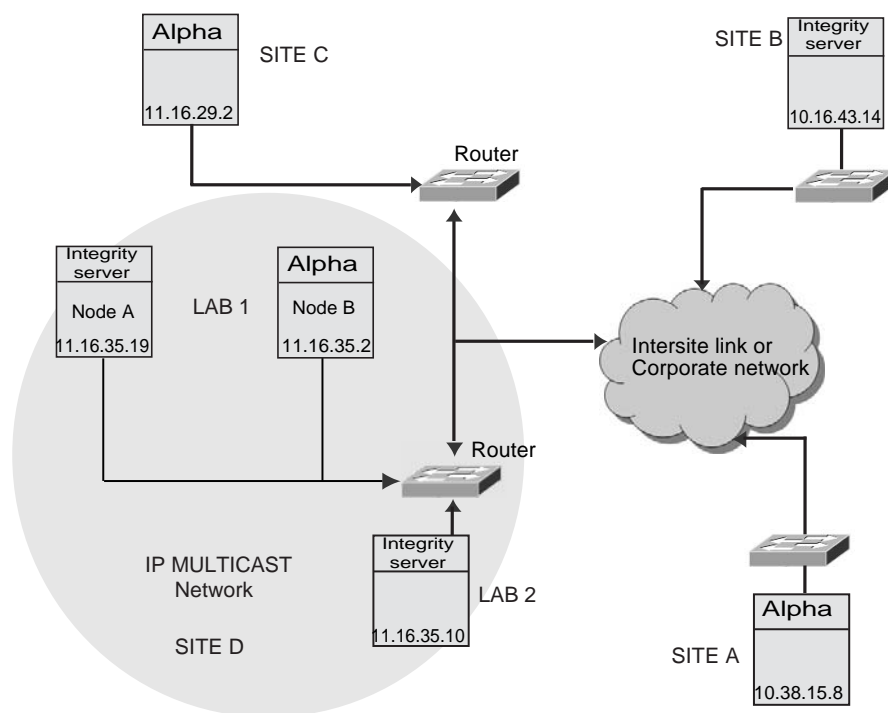 Alpha
11.16.29.2
SITE C
SITE B
Integrity
server
10.16.43.14
Router
Integrity
server
Node A
11.16.35.19
LAB 1
Alpha
Node B
11.16.35.2
Intersite link or
Corporate network
Router
IP MULTICAST
Network
SITE D
Integrity
server
11.16.35.10
LAB 2
SITE A
Alpha
10.38.15.8